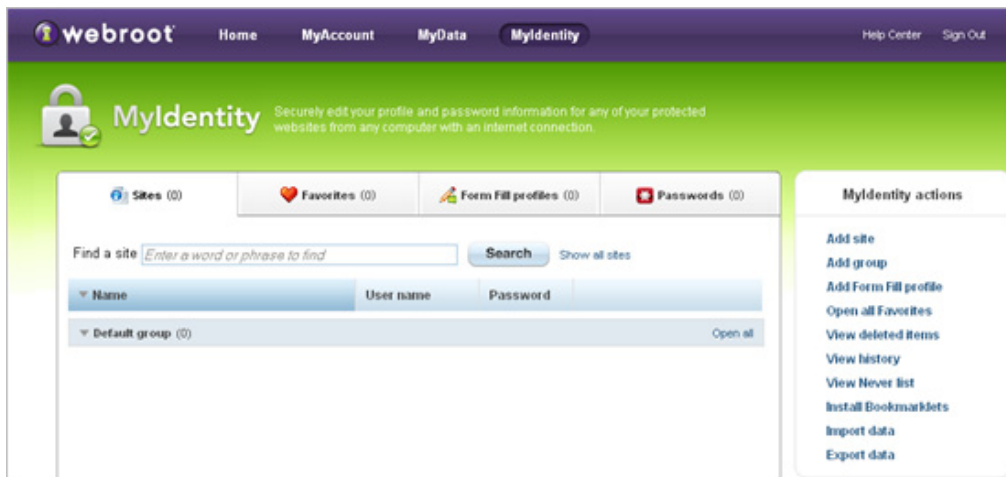 webroot Home MyAccount MyData MyIdentity Help Center Sign Out
MyIdentity Securely edit your profile and password information for any of your protected
websites from any computer with an internet connection.
Sites (0) Favorites (0) Form Fill profiles (0) Passwords (0)
Find a site Enter a word or phrase to find Search Show all sites
Name User name Password
Default group (0) Open all
MyIdentity actions
Add site
Add group
Add Form Fill profile
Open all Favorites
View deleted items
View history
View Never list
Install Bookmarklets
Import data
Export data